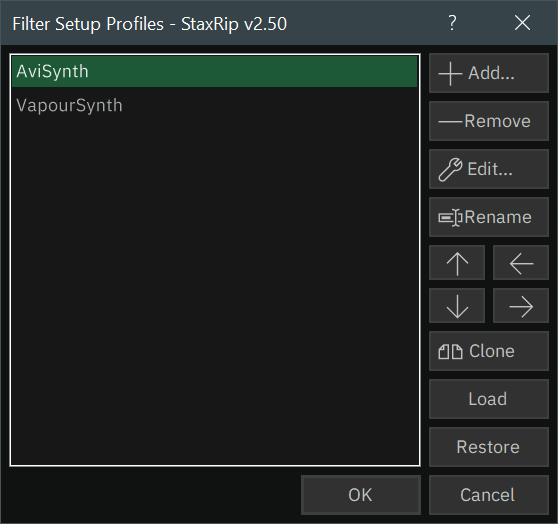 Filter Setup Profiles - StaxRip v2.50 ?
AviSynth
VapourSynth
Add...
Remove
Edit...
Rename
Clone
Load
Restore
OK
Cancel